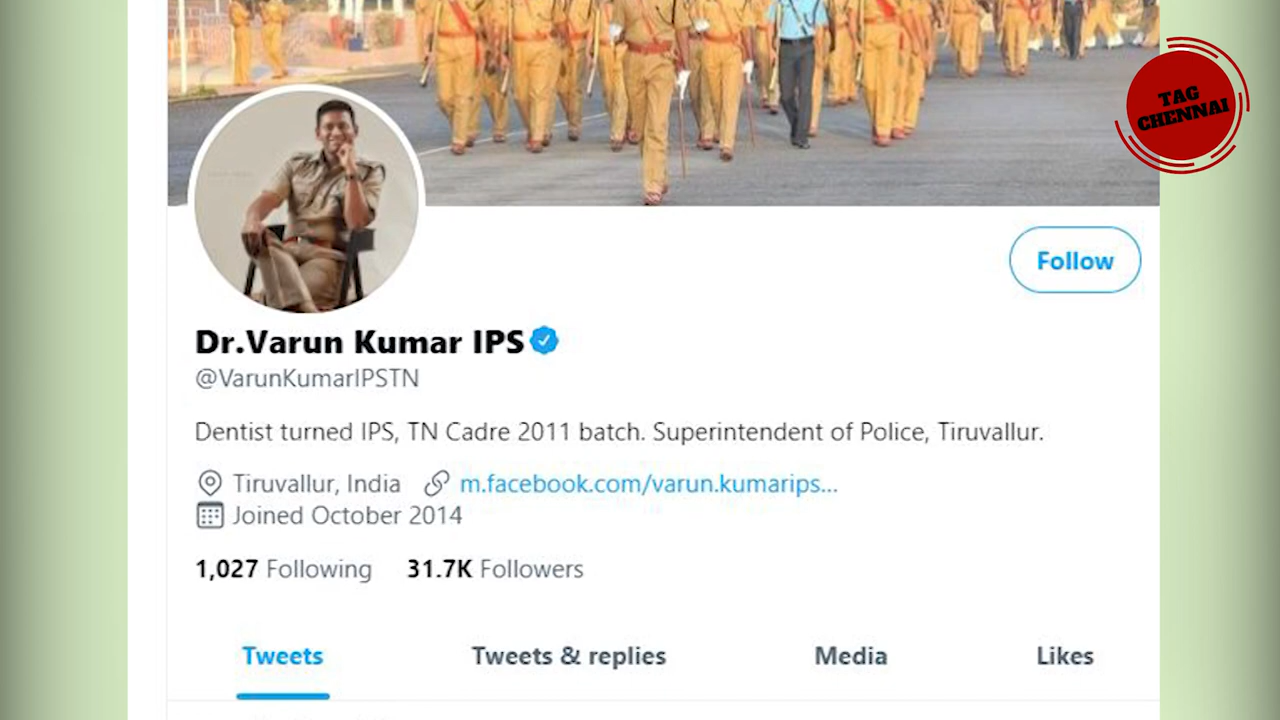 TAG
CHENNAI
Follow
Dr.Varun Kumar IPS
@VarunKumarIPSTN
Dentist turned IPS, TN Cadre 2011 batch. Superintendent of Police, Tiruvallur.
Tiruvallur, India m.facebook.com/varun.kumarips...
Joined October 2014
1,027 Following 31.7K Followers
Tweets Tweets & replies Media Likes